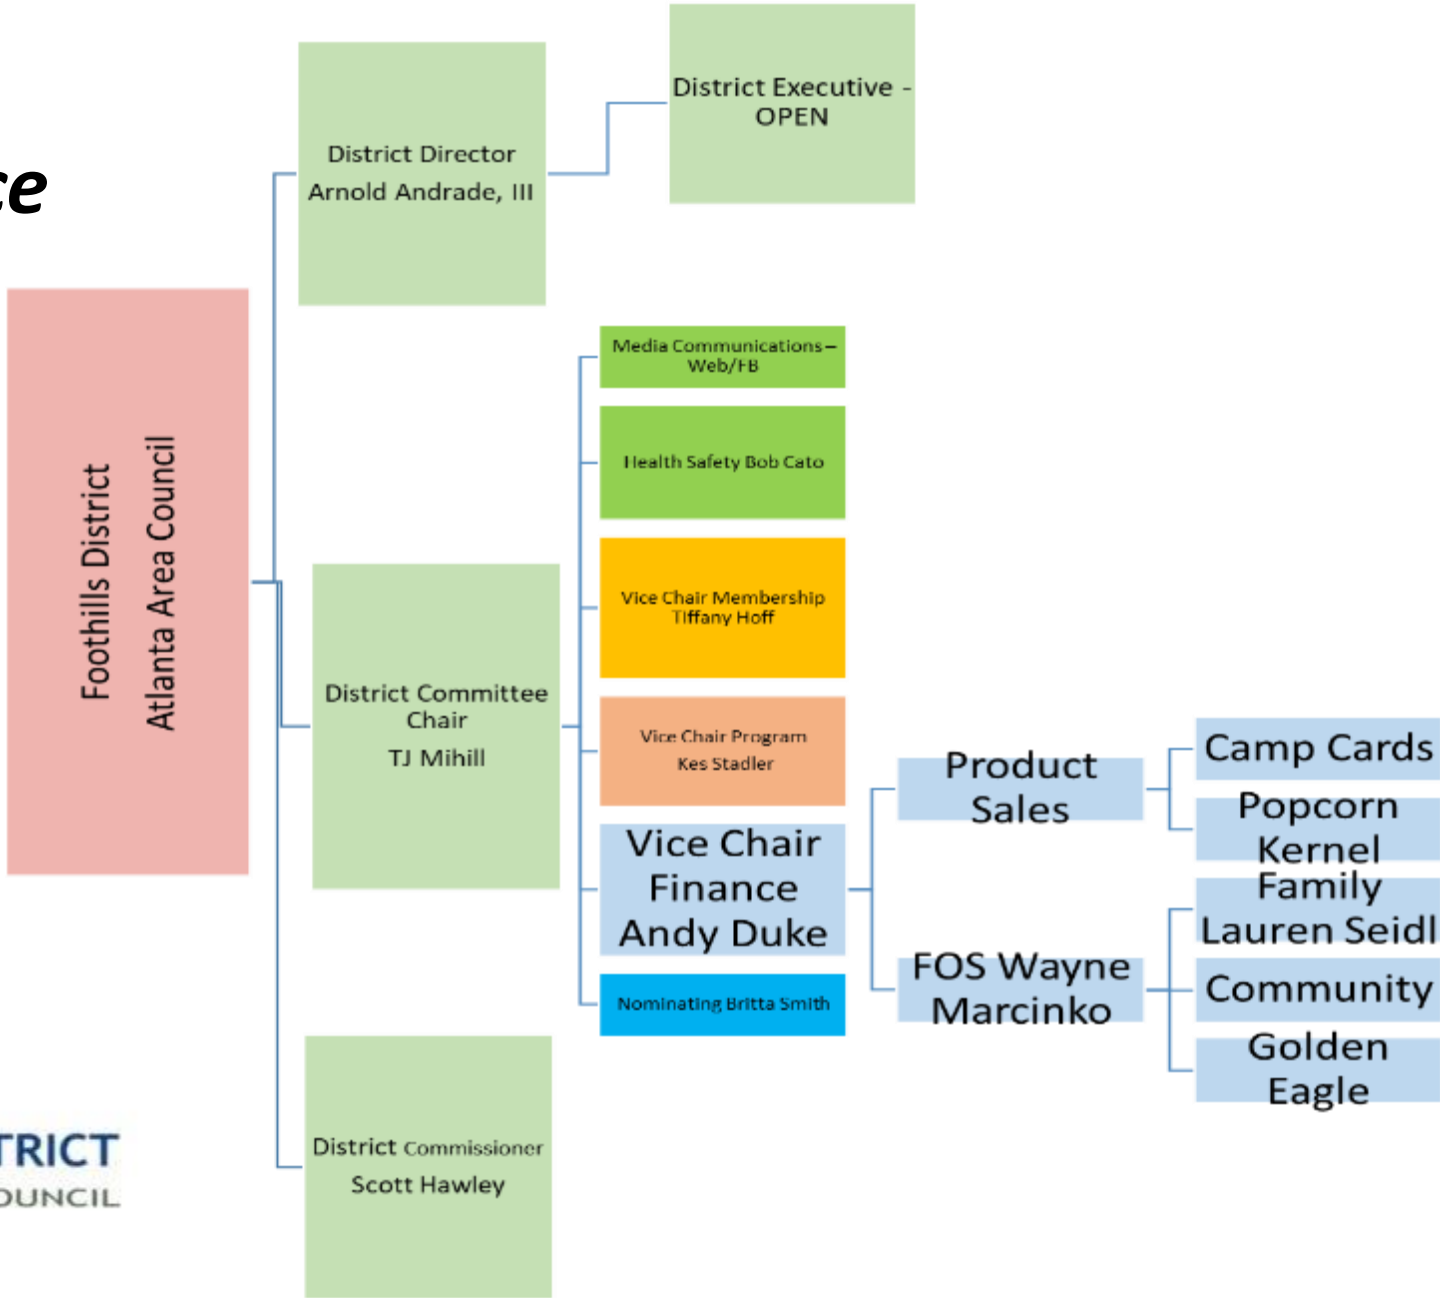 ce
District Executive -
OPEN
District Director
Arnold Andrade, III
Foothills District
Atlanta Area Council
Media Communications –
Web/FB
Health Safety Bob Cato
Vice Chair Membership
Tiffany Hoff
District Committee
Chair
TJ Mihill
Vice Chair Program
Kes Stadler
Vice Chair
Finance
Andy Duke
Nominating Britta Smith
Product
Sales
Camp Cards
Popcorn
Kernel
FOS Wayne
Marcinko
Family
Lauren Seidl
Community
Golden
Eagle
District Commissioner
Scott Hawley
TRICT
OUNCIL